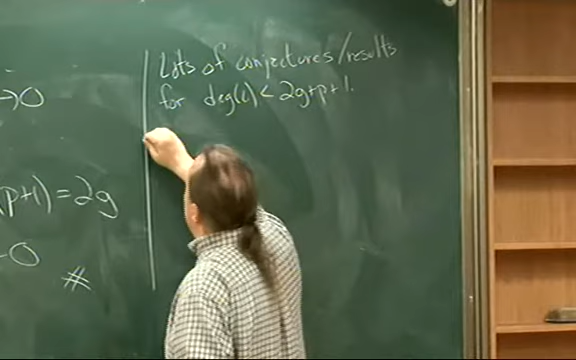 →0
p+1) = 2g
-0
#
Lots of conjectures/results
for deg(L) < 2g+p+1.